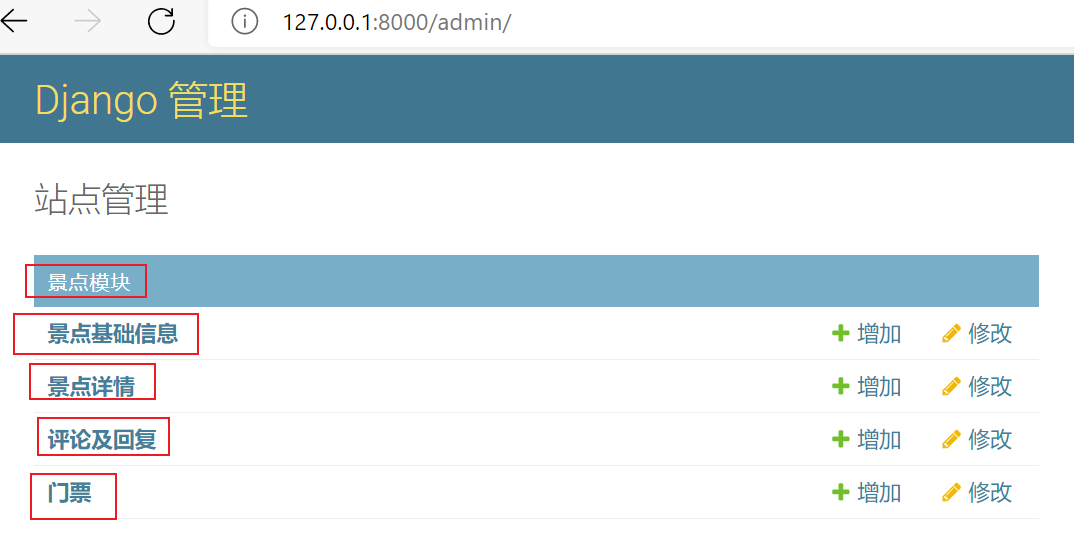 127.0.0.1:8000/admin/
Django 管理
站点管理
景点模块
景点基础信息 增加 修改
景点详情 增加 修改
评论及回复 增加 修改
门票 增加 修改